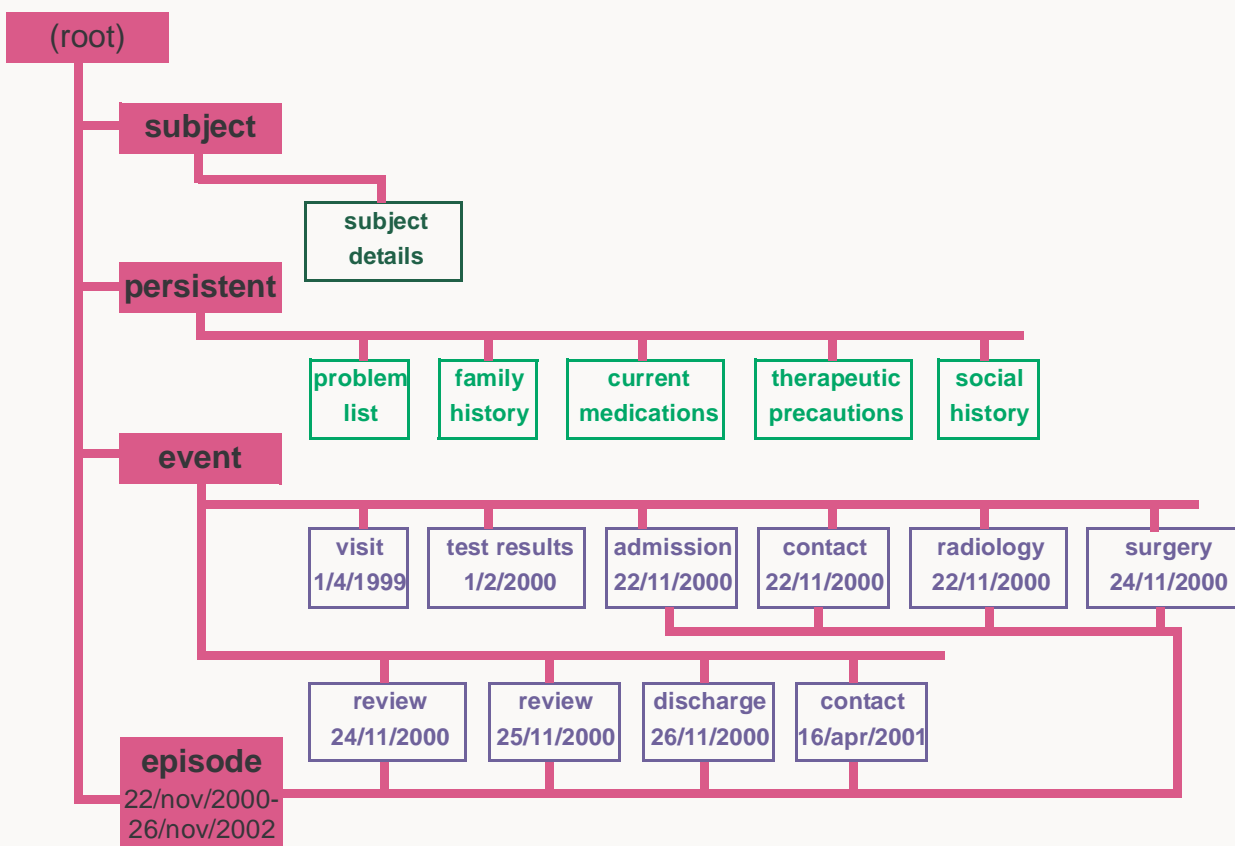 (root)
subject
subject
details
persistent
problem
list
family
history
current
medications
therapeutic
precautions
social
history
event
visit
1/4/1999
test results
1/2/2000
admission
22/11/2000
contact
22/11/2000
radiology
22/11/2000
surgery
24/11/2000
review
24/11/2000
review
25/11/2000
discharge
26/11/2000
contact
16/apr/2001
episode
22/nov/2000-
26/nov/2002